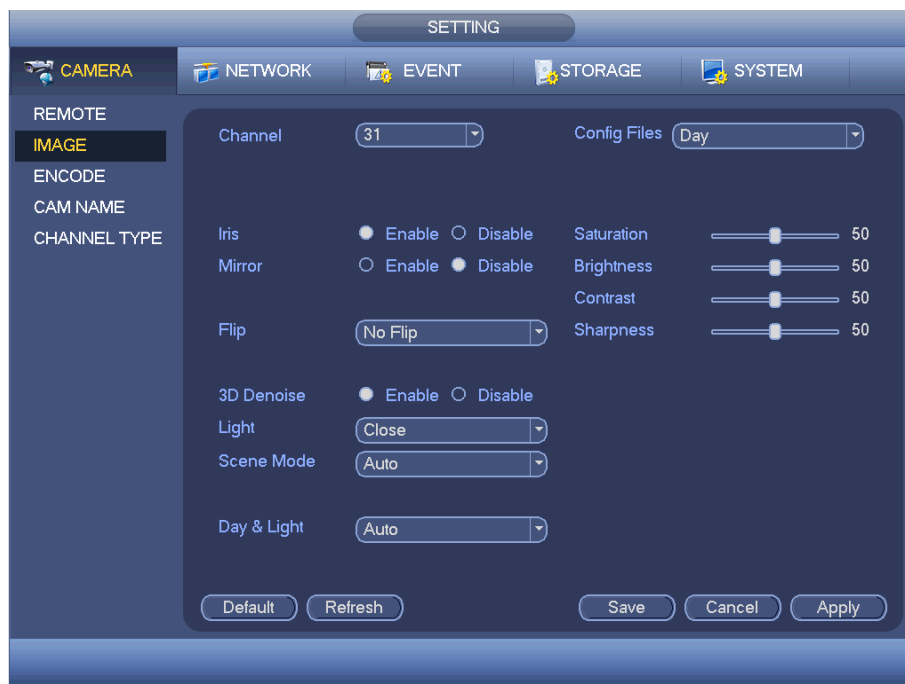 SETTING
CAMERA NETWORK EVENT STORAGE SYSTEM
REMOTE
IMAGE
ENCODE
CAM NAME
CHANNEL TYPE
Channel 31 Config Files Day
Iris Enable Disable Saturation 50
Mirror Enable Disable Brightness 50
Contrast 50
Flip No Flip Sharpness 50
3D Denoise Enable Disable
Light Close
Scene Mode Auto
Day & Light Auto
Default Refresh Save Cancel Apply